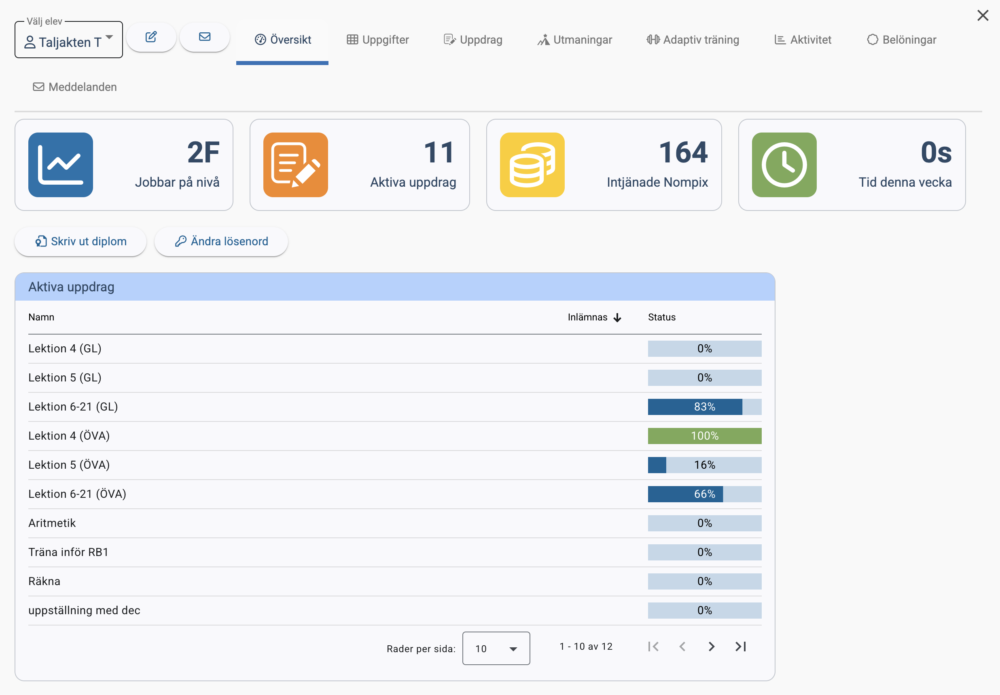 Välj elev
Taljakten T
Översikt
Uppgifter
Uppdrag
Utmaningar
Adaptiv träning
Aktivitet
Belöningar
Meddelanden
2F
Jobbar på nivå
11
Aktiva uppdrag
164
Intjänade Nompix
0s
Tid denna vecka
Skriv ut diplom
Ändra lösenord
Aktiva uppdrag
Namn Inlämnas Status
Lektion 4 (GL) 0%
Lektion 5 (GL) 0%
Lektion 6-21 (GL) 83%
Lektion 4 (ÖVA) 100%
Lektion 5 (ÖVA) 16%
Lektion 6-21 (ÖVA) 66%
Aritmetik 0%
Träna inför RB1 0%
Räkna 0%
uppställning med dec 0%
Rader per sida: 10 1 - 10 av 12